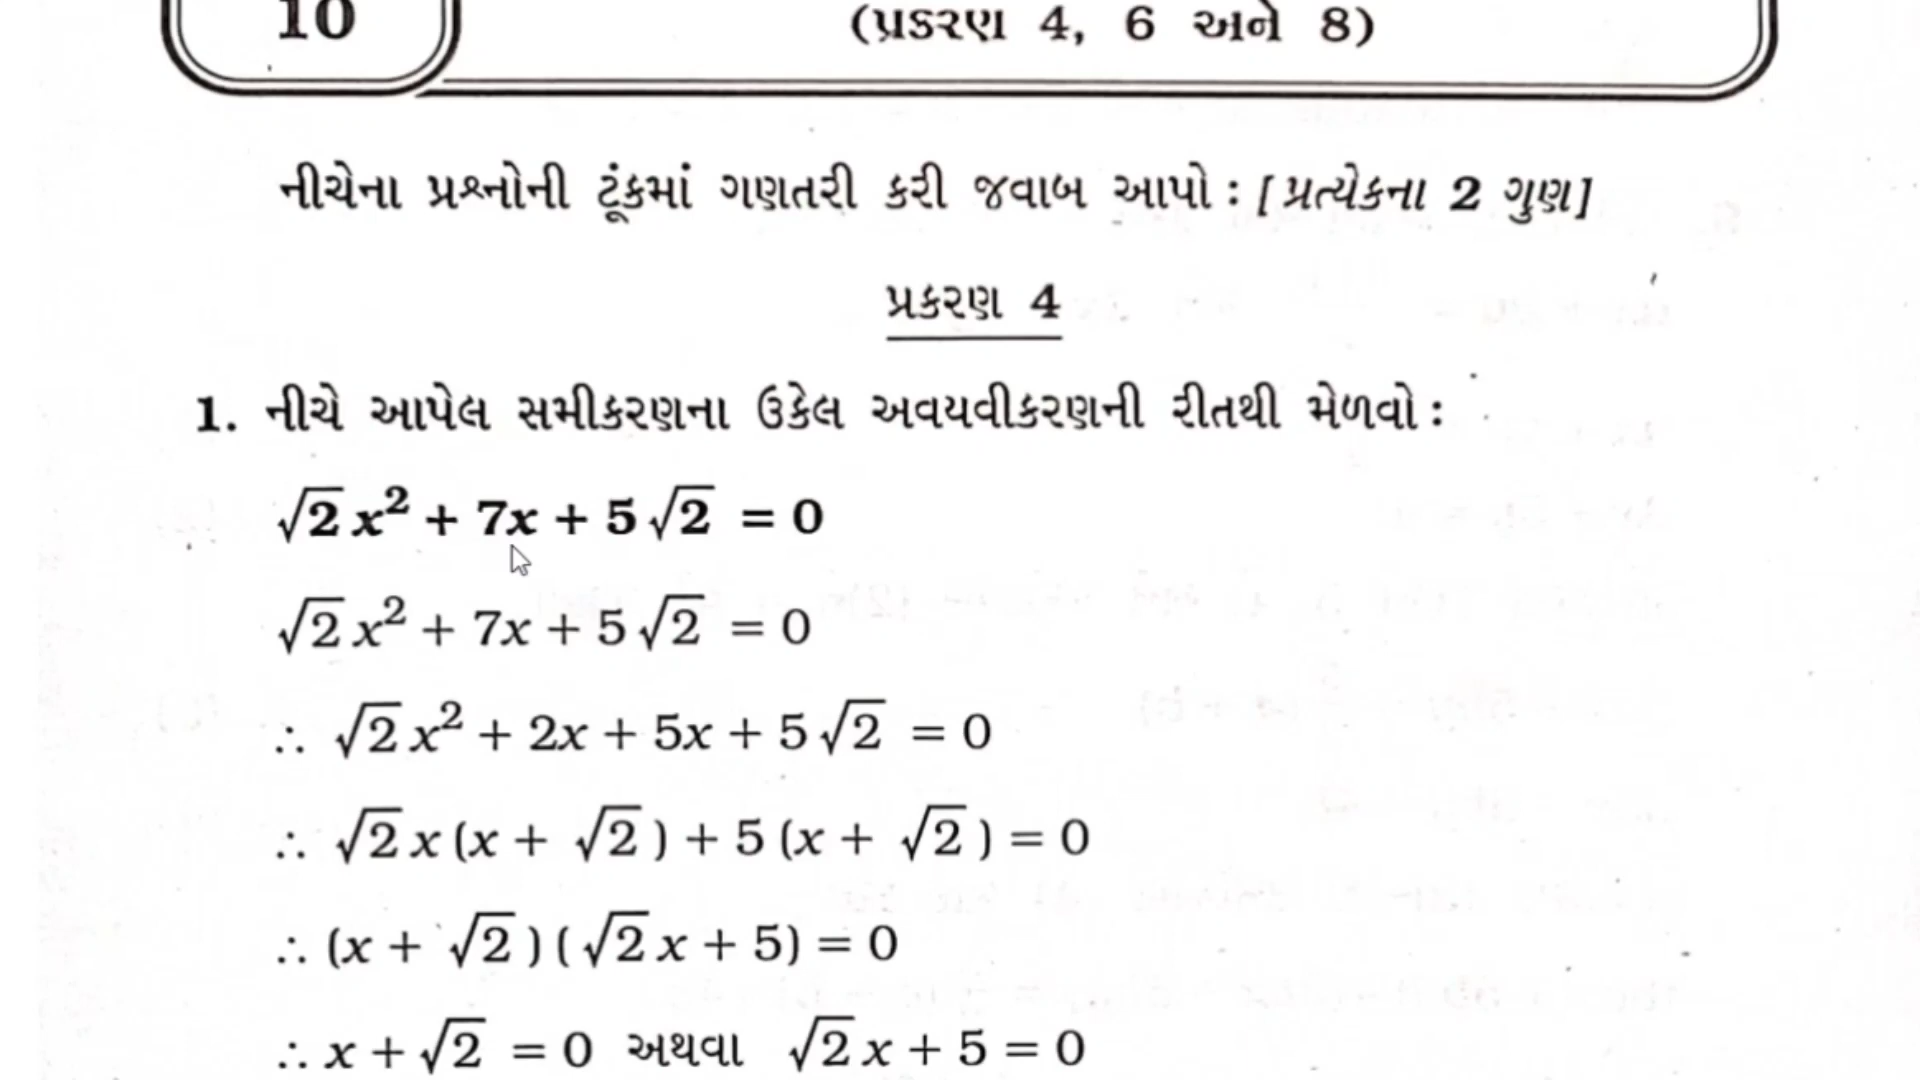 10
(પ્રકરણ 4, 6 અને 8)
નીચેના પ્રશ્નોની ટૂંકમાં ગણતરી કરી જવાબ આપો : [પ્રત્યેકના 2 ગુણ]
પ્રકરણ 4
1. નીચે આપેલ સમીકરણના ઉકેલ અવયવીકરણની રીતથી મેળવો :
√2 x² + 7x + 5 √2 = 0
√2 x² + 7x + 5 √2 = 0
∴ √2 x² + 2x + 5x + 5 √2 = 0
∴ √2 x (x + √2 ) + 5 (x + √2 ) = 0
∴ (x + √2 ) ( √2 x + 5) = 0
∴ x + √2 = 0 અથવા √2 x + 5 = 0